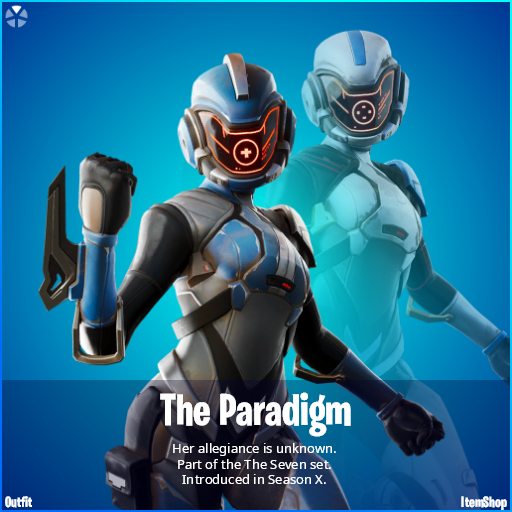 The Paradigm
Her allegiance is unknown.
Part of the The Seven set.
Introduced in Season X.
Outfit
ItemShop